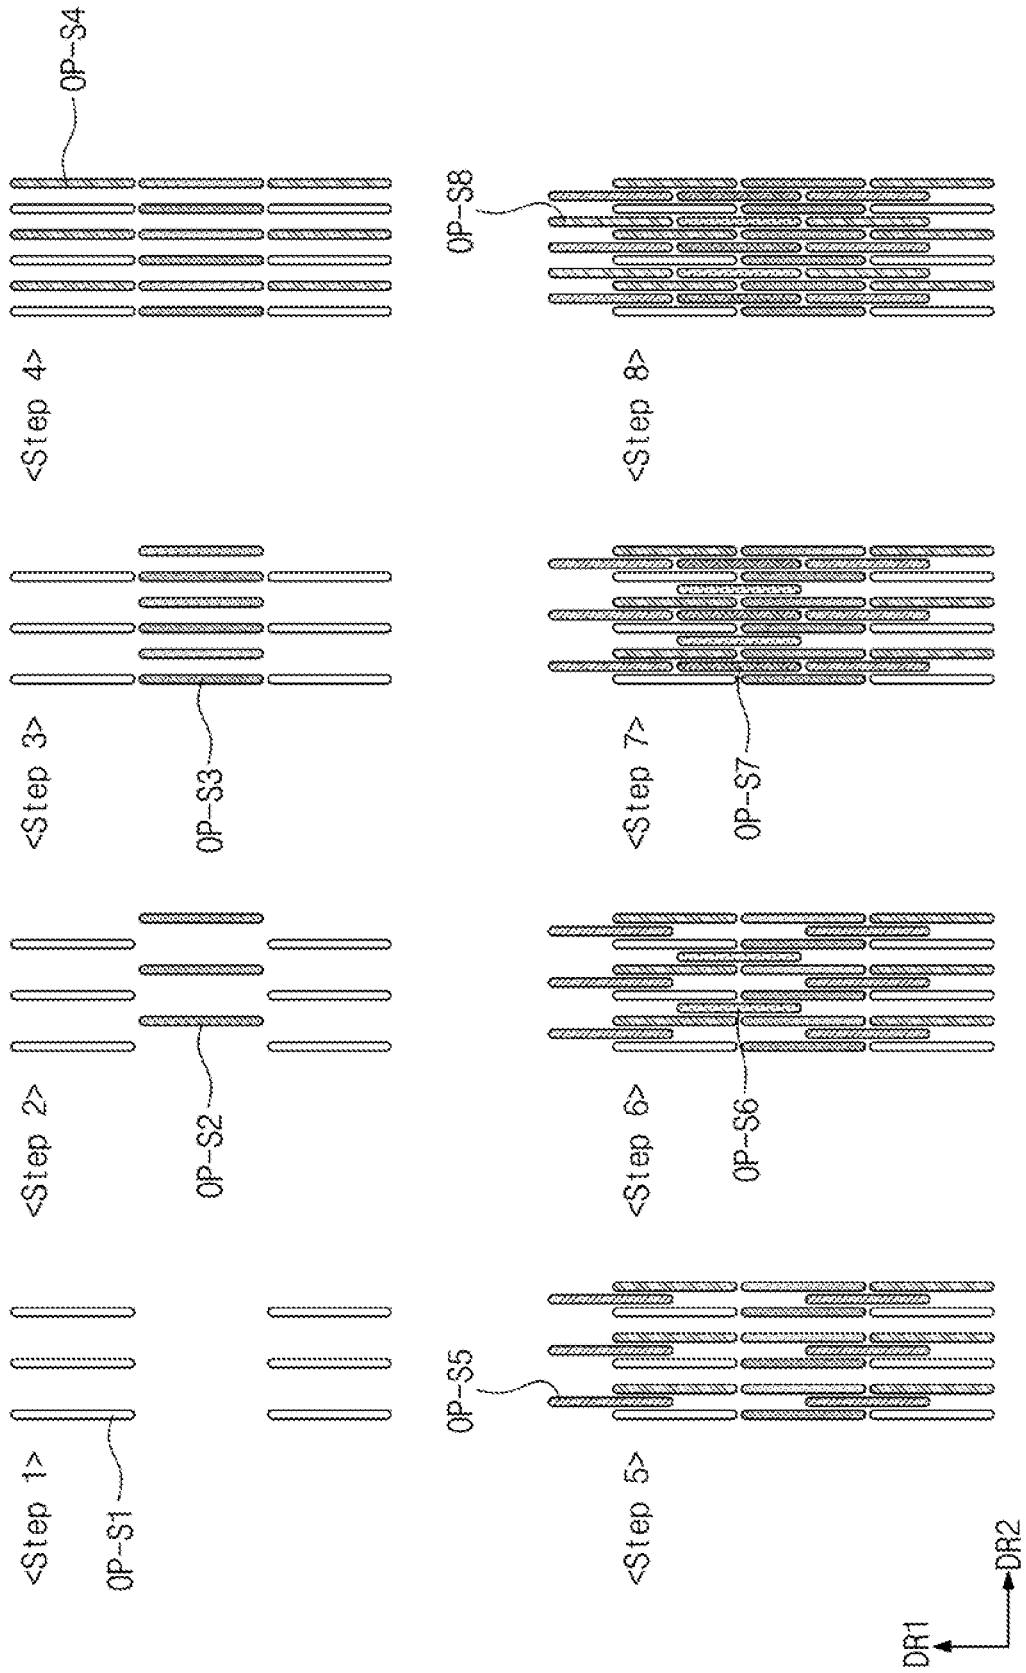 <Step 1>
OP-S1
<Step 2>
OP-S2
<Step 3>
OP-S3
<Step 4>
OP-S4
<Step 5>
OP-S5
<Step 6>
OP-S6
<Step 7>
OP-S7
<Step 8>
OP-S8
DR1
DR2